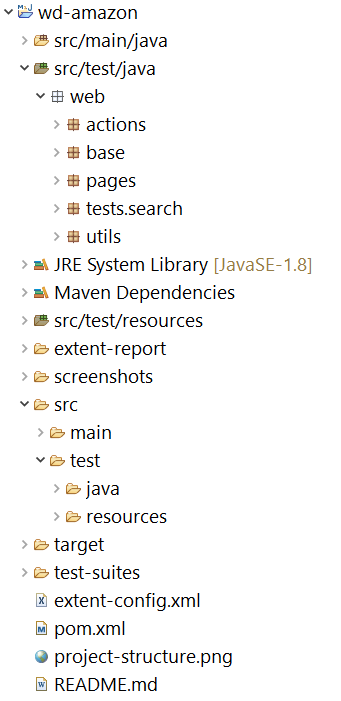 wd-amazon
src/main/java
src/test/java
web
actions
base
pages
tests.search
utils
JRE System Library [JavaSE-1.8]
Maven Dependencies
src/test/resources
extent-report
screenshots
src
main
test
java
resources
target
test-suites
extent-config.xml
pom.xml
project-structure.png
README.md